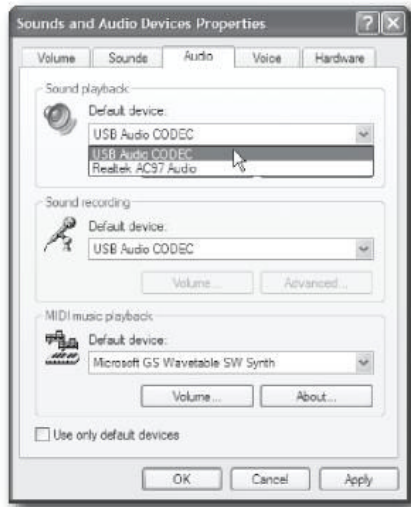 Sounds and Audio Devices Properties
Volume Sounds Audio Voice Hardware
Sound playback
Default device:
USB Audio CODEC
USB Audio CODEC
Realtek AC97 Audio
Sound recording
Default device:
USB Audio CODEC
Volume... Advanced...
MIDI music playback
Default device:
Microsoft GS Wavetable SW Synth
Volume... About...
Use only default devices
OK Cancel Apply